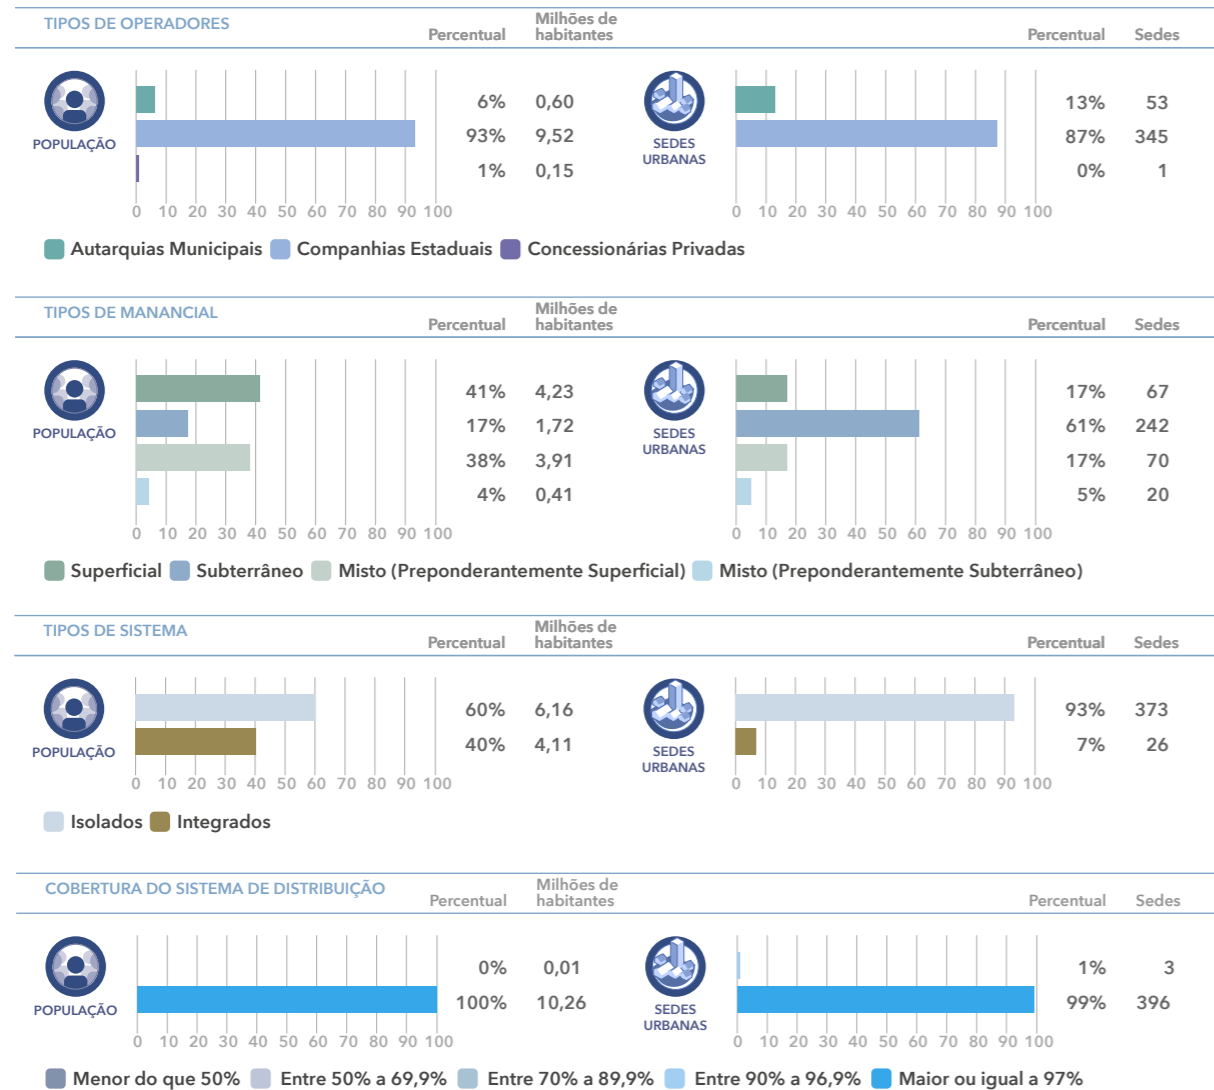 TIPOS DE OPERADORES Percentual Milhões de habitantes Percentual Sedes
POPULAÇÃO
6% 0,60
93% 9,52
1% 0,15
0 10 20 30 40 50 60 70 80 90 100
SEDES
URBANAS
13% 53
87% 345
0% 1
0 10 20 30 40 50 60 70 80 90 100
Autarquias Municipais Companhias Estaduais Concessionárias Privadas
TIPOS DE MANANCIAL Percentual Milhões de habitantes Percentual Sedes
POPULAÇÃO
41% 4,23
17% 1,72
38% 3,91
4% 0,41
0 10 20 30 40 50 60 70 80 90 100
SEDES
URBANAS
17% 67
61% 242
17% 70
5% 20
0 10 20 30 40 50 60 70 80 90 100
Superficial Subterrâneo Misto (Preponderantemente Superficial) Misto (Preponderantemente Subterrâneo)
TIPOS DE SISTEMA Percentual Milhões de habitantes Percentual Sedes
POPULAÇÃO
60% 6,16
40% 4,11
0 10 20 30 40 50 60 70 80 90 100
SEDES
URBANAS
93% 373
7% 26
0 10 20 30 40 50 60 70 80 90 100
Isolados Integrados
COBERTURA DO SISTEMA DE DISTRIBUIÇÃO Percentual Milhões de habitantes Percentual Sedes
POPULAÇÃO
0% 0,01
100% 10,26
0 10 20 30 40 50 60 70 80 90 100
SEDES
URBANAS
1% 3
99% 396
0 10 20 30 40 50 60 70 80 90 100
Menor do que 50% Entre 50% a 69,9% Entre 70% a 89,9% Entre 90% a 96,9% Maior ou igual a 97%